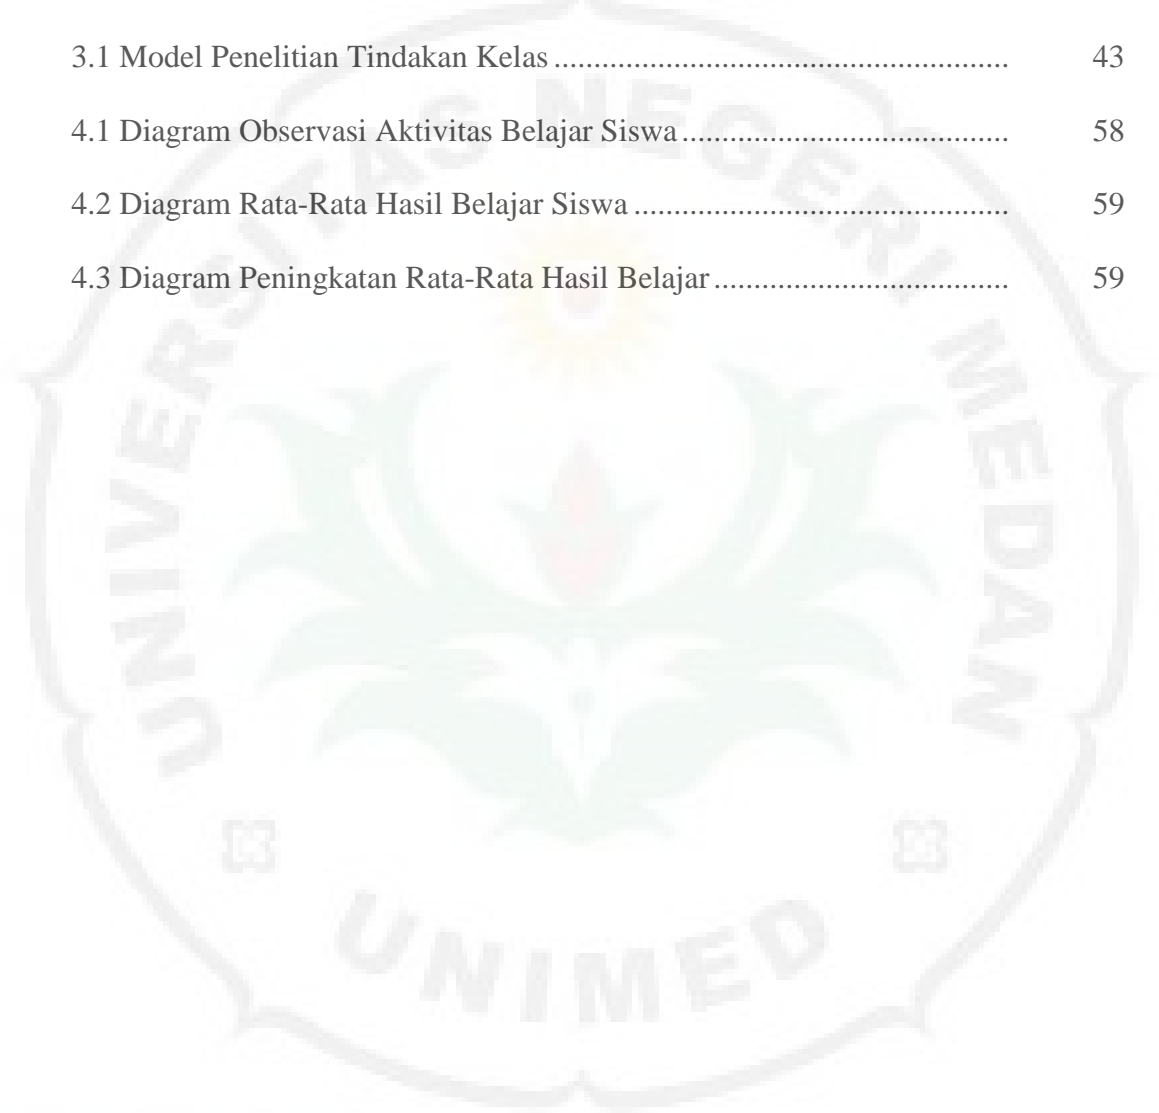 3.1 Model Penelitian Tindakan Kelas ......................................................... 43
4.1 Diagram Observasi Aktivitas Belajar Siswa ......................................... 58
4.2 Diagram Rata-Rata Hasil Belajar Siswa ............................................... 59
4.3 Diagram Peningkatan Rata-Rata Hasil Belajar ..................................... 59
UNIVERSITAS NEGERI MEDAN
UNIMED